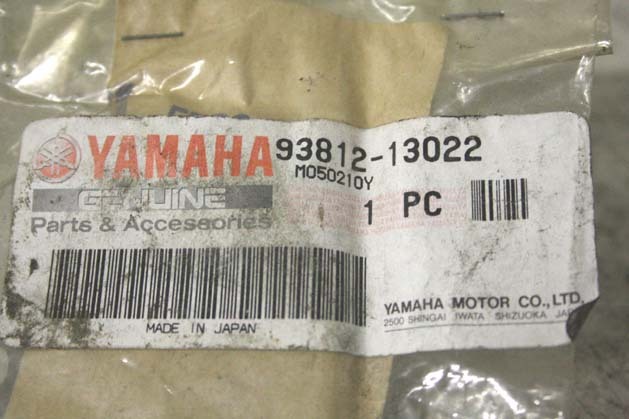 YAMAHA 93812-13022
M050210Y
GENUINE
Parts & Accessories
1 PC
MADE IN JAPAN
YAMAHA MOTOR CO., LTD.
2500 SHINGAI IWATA SHIZUOKA